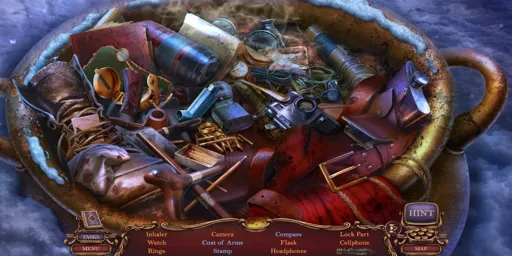 HINT
TASKS
MENU
Inhaler
Camera
Compass
Lock Part
Watch
Coat of Arms
Flask
Cellphone
Rings
Stamp
Headphones
MAP